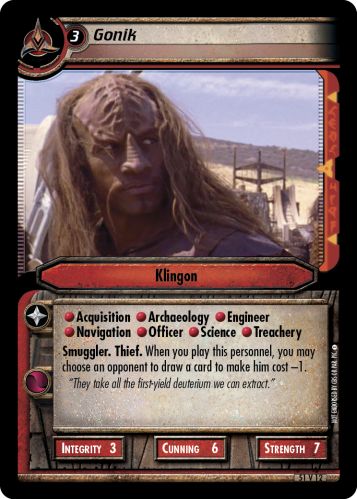 3 Gonik
Klingon
Acquisition Archaeology Engineer
Navigation Officer Science Treachery
Smuggler. Thief. When you play this personnel, you may
choose an opponent to draw a card to make him cost –1.
"They take all the first-yield deuterium we can extract."
INTEGRITY 3 CUNNING 6 STRENGTH 7
51 V 12